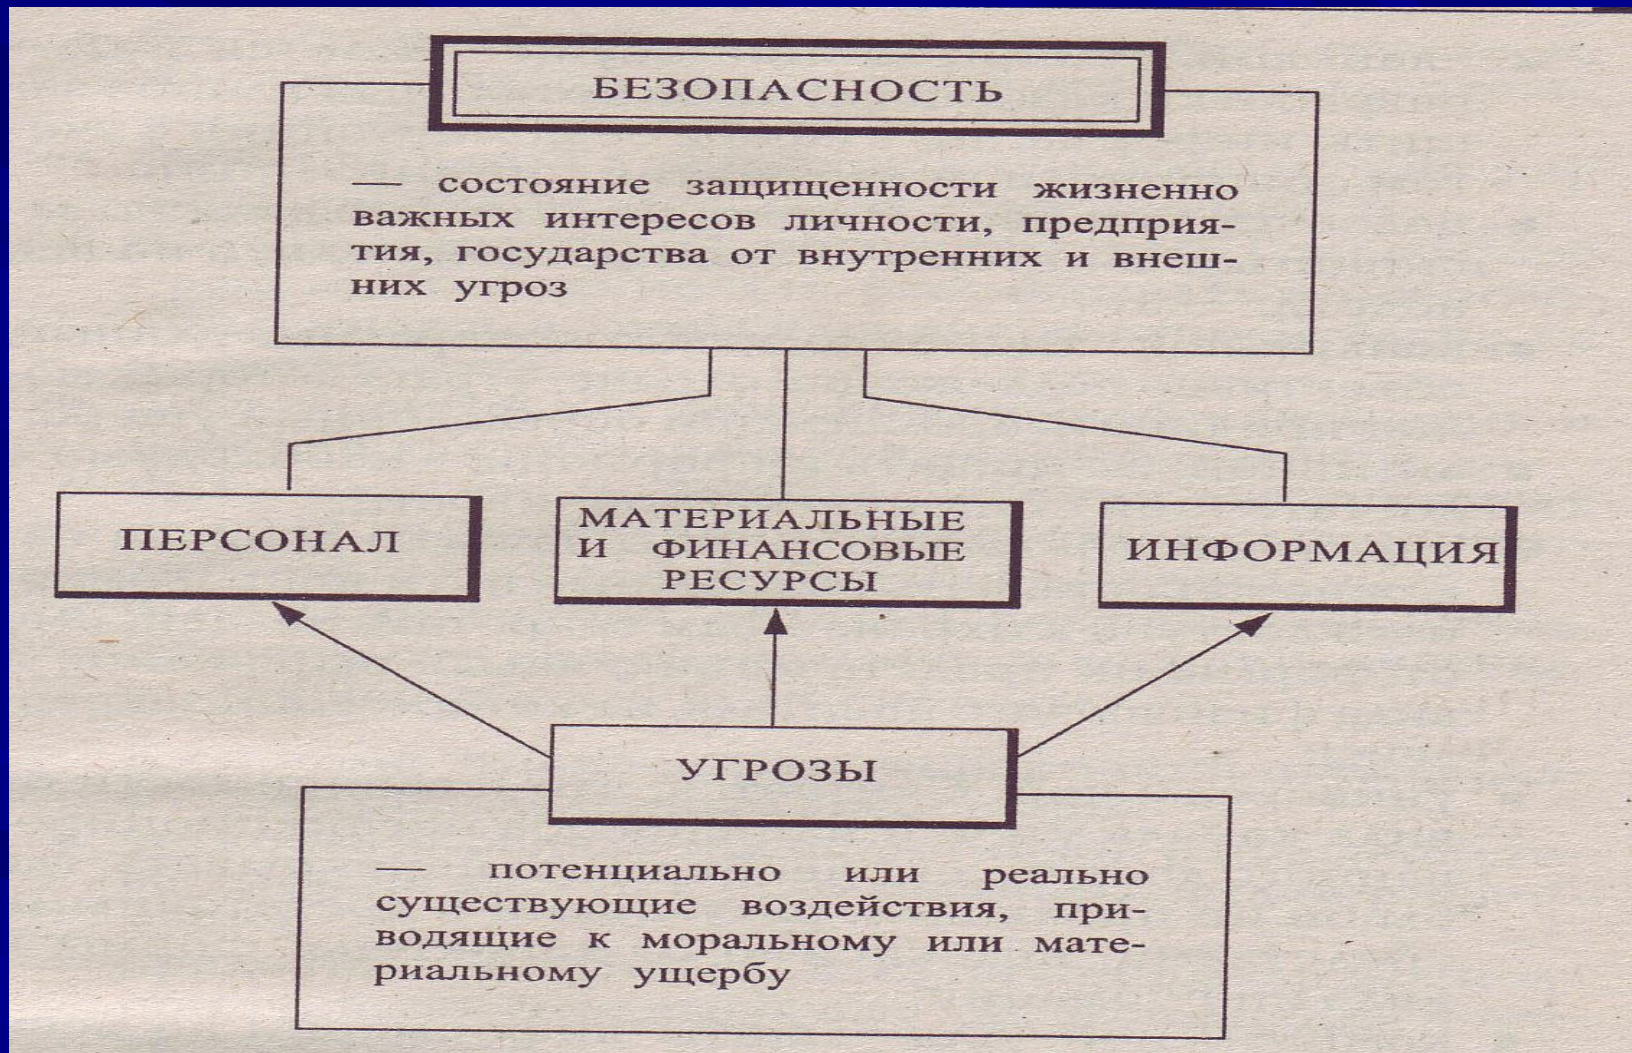 БЕЗОПАСНОСТЬ
— состояние защищенности жизненно
важных интересов личности, предприя-
тия, государства от внутренних и внеш-
них угроз
ПЕРСОНАЛ
МАТЕРИАЛЬНЫЕ
И ФИНАНСОВЫЕ
РЕСУРСЫ
ИНФОРМАЦИЯ
УГРОЗЫ
— потенциально или реально
существующие воздействия, при-
водящие к моральному или мате-
риальному ущербу